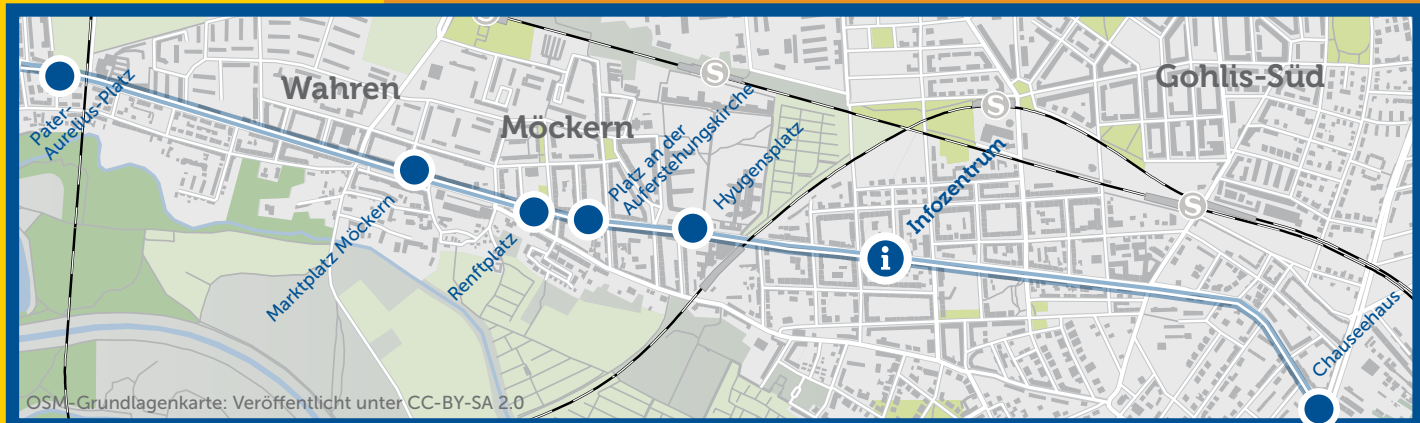 Pater-
Aurelius-Platz
Wahren
Möckern
Gohlis-Süd
S
S
S
Marktplatz Möckern
Renftplatz
Platz an der
Auferstehungskirche
Hyugensplatz
Infozentrum
i
Chauseehaus
OSM-Grundlagenkarte: Veröffentlicht unter CC-BY-SA 2.0